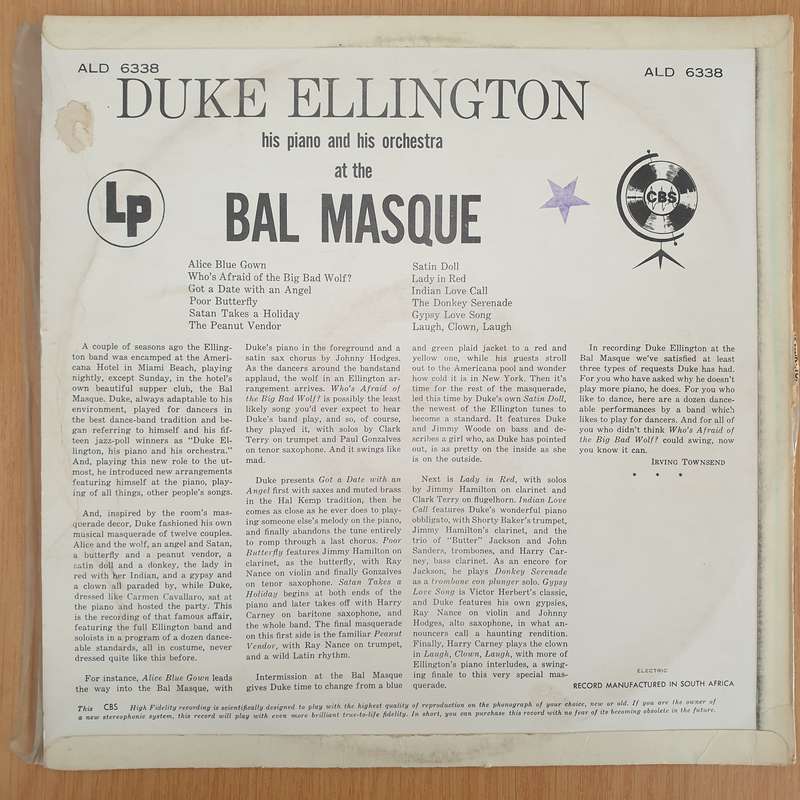 ALD 6338
ALD 6338
DUKE ELLINGTON
his piano and his orchestra
at the
BAL MASQUE
LP
CBS
Alice Blue Gown
Who's Afraid of the Big Bad Wolf?
Got a Date with an Angel
Poor Butterfly
Satan Takes a Holiday
The Peanut Vendor
Satin Doll
Lady in Red
Indian Love Call
The Donkey Serenade
Gypsy Love Song
Laugh, Clown, Laugh
A couple of seasons ago the Elling-
ton band was encamped at the Ameri-
cana Hotel in Miami Beach, playing
nightly, except Sunday, in the hotel's
own beautiful supper club, the Bal
Masque. Duke, always adaptable to his
environment, played for dancers in
the best dance-band tradition and be-
gan referring to himself and his fif-
teen jazz-poll winners as "Duke El-
lington, his piano and his orchestra."
And, playing this new role to the ut-
most, he introduced new arrangements
featuring himself at the piano, play-
ing of all things, other people's songs.
And, inspired by the room's mas-
querade decor, Duke fashioned his own
musical masquerade of twelve couples.
Alice and the wolf, an angel and Satan,
a butterfly and a peanut vendor, a
satin doll and a donkey, the lady in
red with her Indian, and a gypsy and
a clown all paraded by, while Duke,
dressed like Carmen Cavallaro, sat at
the piano and hosted the party. This
is the recording of that famous affair,
featuring the full Ellington band and
soloists in a program of a dozen dance-
able standards, all in costume, never
dressed quite like this before.
For instance, Alice Blue Gown leads
the way into the Bal Masque, with
Duke's piano in the foreground and a
satin sax chorus by Johnny Hodges.
As the dancers around the bandstand
applaud, the wolf in an Ellington ar-
rangement arrives. Who's Afraid of
the Big Bad Wolf? is possibly the least
likely song you'd ever expect to hear
Duke's band play, and so, of course,
they played it, with solos by Clark
Terry on trumpet and Paul Gonzalves
on tenor saxophone. And it swings like
mad.
Duke presents Got a Date with an
Angel first with saxes and muted brass
in the Hal Kemp tradition, then he
comes as close as he ever does to play-
ing someone else's melody on the piano,
and finally abandons the tune entirely
to romp through a last chorus. Poor
Butterfly features Jimmy Hamilton on
clarinet, as the butterfly, with Ray
Nance on violin and finally Gonzalves
on tenor saxophone. Satan Takes a
Holiday begins at both ends of the
piano and later takes off with Harry
Carney on baritone saxophone, and
the whole band. The final masquerade
on this first side is the familiar Peanut
Vendor, with Ray Nance on trumpet,
and a wild Latin rhythm.
Intermission at the Bal Masque
gives Duke time to change from a blue
and green plaid jacket to a red and
yellow one, while his guests stroll
out to the Americana pool and wonder
how cold it is in New York. Then it's
time for the rest of the masquerade,
led this time by Duke's own Satin Doll,
the newest of the Ellington tunes to
become a standard. It features Duke
and Jimmy Woode on bass and de-
scribes a girl who, as Duke has pointed
out, is as pretty on the inside as she
is on the outside.
Next is Lady in Red, with solos
by Jimmy Hamilton on clarinet and
Clark Terry on flugelhorn. Indian Love
Call features Duke's wonderful piano
obbligato, with Shorty Baker's trumpet,
Jimmy Hamilton's clarinet, and the
trio of "Butter" Jackson and John
Sanders, trombones, and Harry Car-
ney, bass clarinet. As an encore for
Jackson, he plays Donkey Serenade
as a trombone con plunger solo. Gypsy
Love Song is Victor Herbert's classic,
and Duke features his own gypsies,
Ray Nance on violin and Johnny
Hodges, alto saxophone, in what an-
nouncers call a haunting rendition.
Finally, Harry Carney plays the clown
in Laugh, Clown, Laugh, with more of
Ellington's piano interludes, a swing-
ing finale to this very special mas-
querade.
In recording Duke Ellington at the
Bal Masque we've satisfied at least
three types of requests Duke has had.
For you who have asked why he doesn't
play more piano, he does. For you who
like to dance, here are a dozen dance-
able performances by a band which
likes to play for dancers. And for all of
you who didn't think Who's Afraid of
the Big Bad Wolf? could swing, now
you know it can.
IRVING TOWNSEND
* * *
ELECTRIC
RECORD MANUFACTURED IN SOUTH AFRICA
This CBS High Fidelity recording is scientifically designed to play with the highest quality of reproduction on the phonograph of your choice, new or old. If you are the owner of
a new stereophonic system, this record will play with even more brilliant true-to-life fidelity. In short, you can purchase this record with no fear of its becoming obsolete in the future.